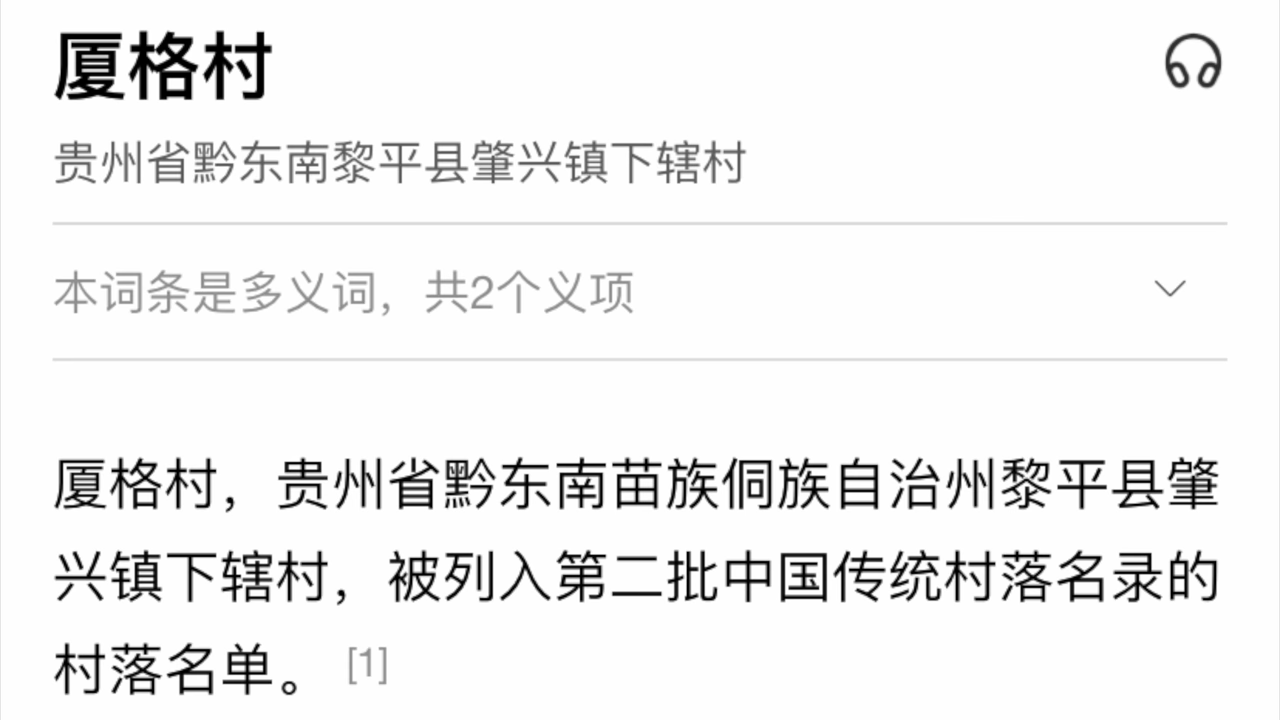 厦格村
贵州省黔东南黎平县肇兴镇下辖村
本词条是多义词，共2个义项
厦格村，贵州省黔东南苗族侗族自治州黎平县肇
兴镇下辖村，被列入第二批中国传统村落名录的
村落名单。 [1]